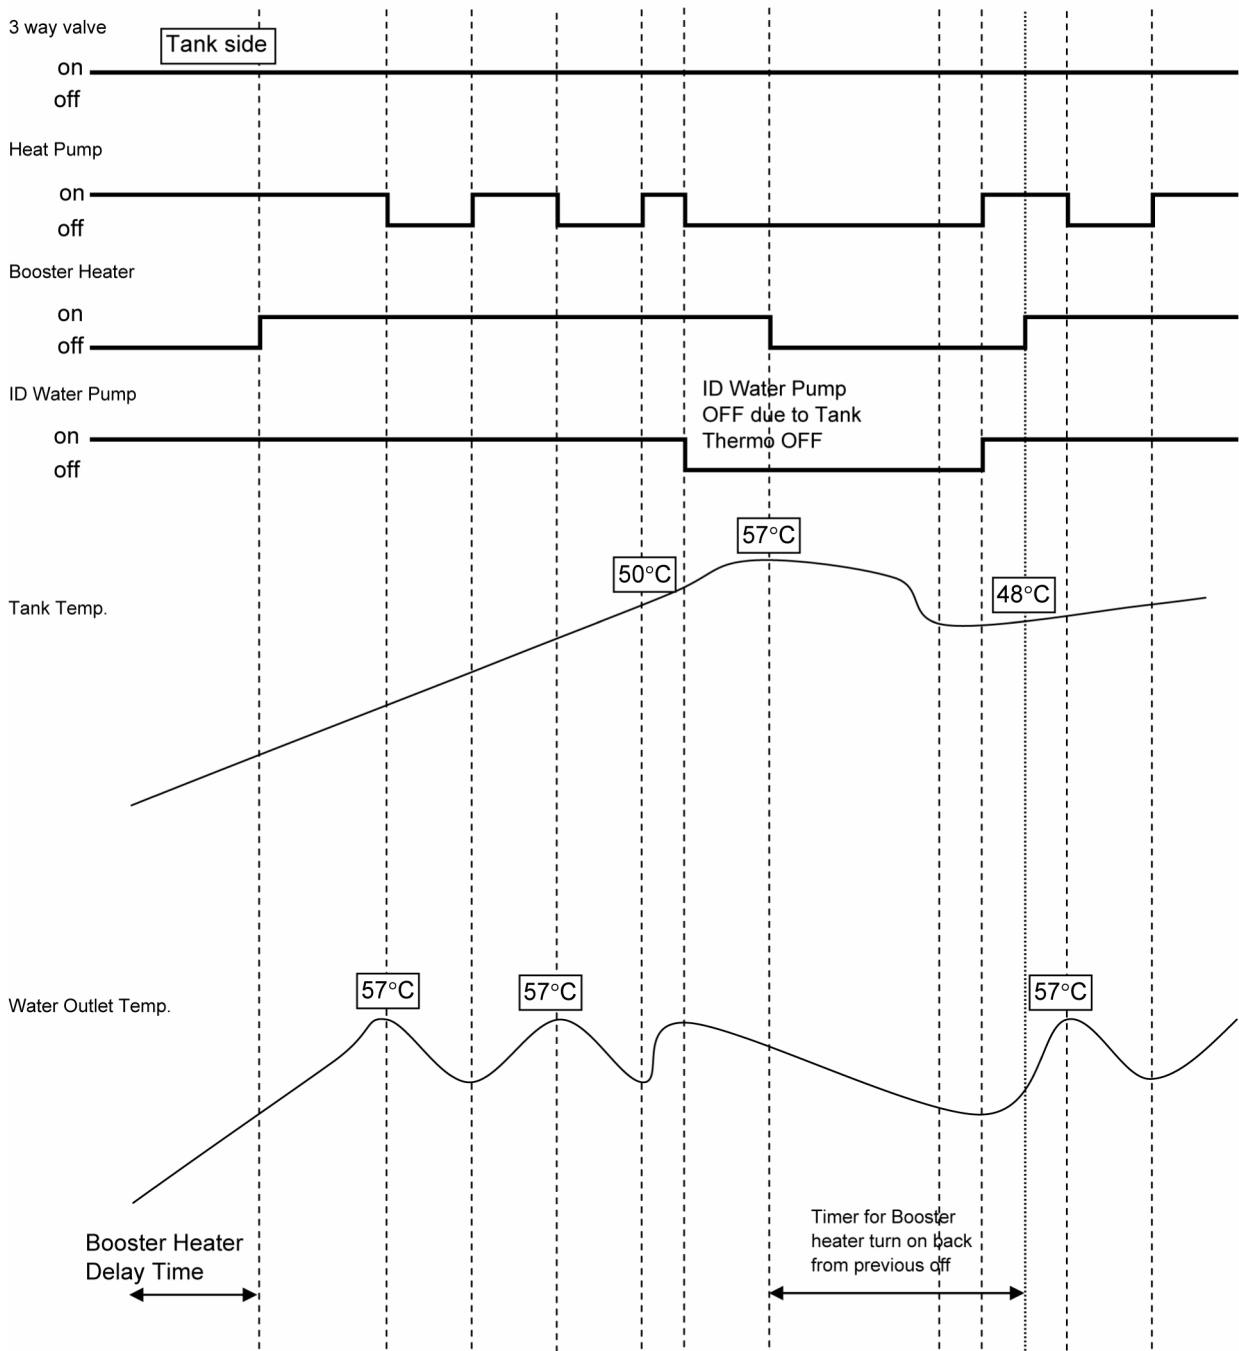 3 way valve
Tank side
on
off
Heat Pump
on
off
Booster Heater
on
off
ID Water Pump
ID Water Pump
OFF due to Tank
Thermo OFF
on
off
57°C
50°C
48°C
Tank Temp.
57°C
57°C
57°C
Water Outlet Temp.
Timer for Booster
heater turn on back
from previous off
Booster Heater
Delay Time